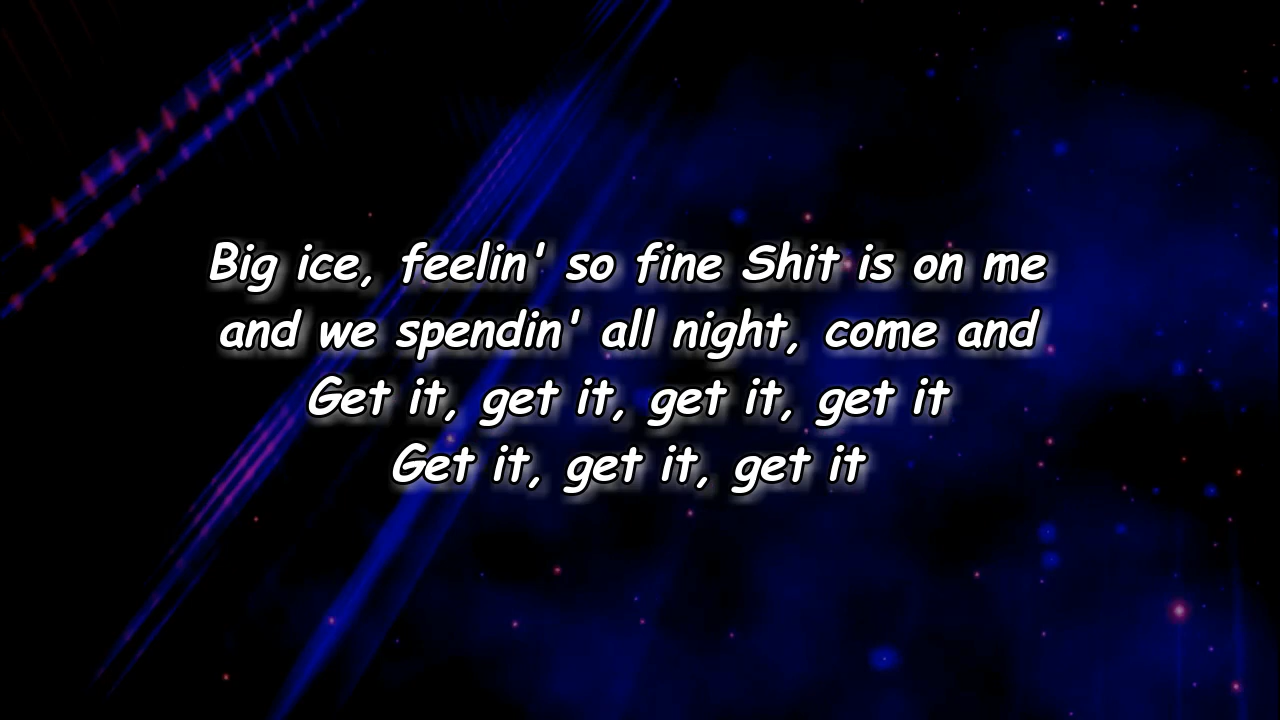 Big ice, feelin' so fine Shit is on me
and we spendin' all night, come and
Get it, get it, get it, get it
Get it, get it, get it